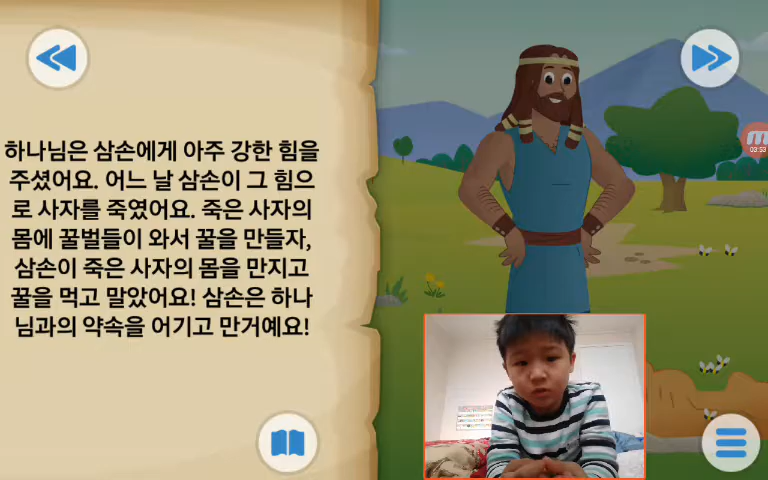 하나님은 삼손에게 아주 강한 힘을
주셨어요. 어느 날 삼손이 그 힘으
로 사자를 죽였어요. 죽은 사자의
몸에 꿀벌들이 와서 꿀을 만들자,
삼손이 죽은 사자의 몸을 만지고
꿀을 먹고 말았어요! 삼손은 하나
님과의 약속을 어기고 만거예요!
03:53